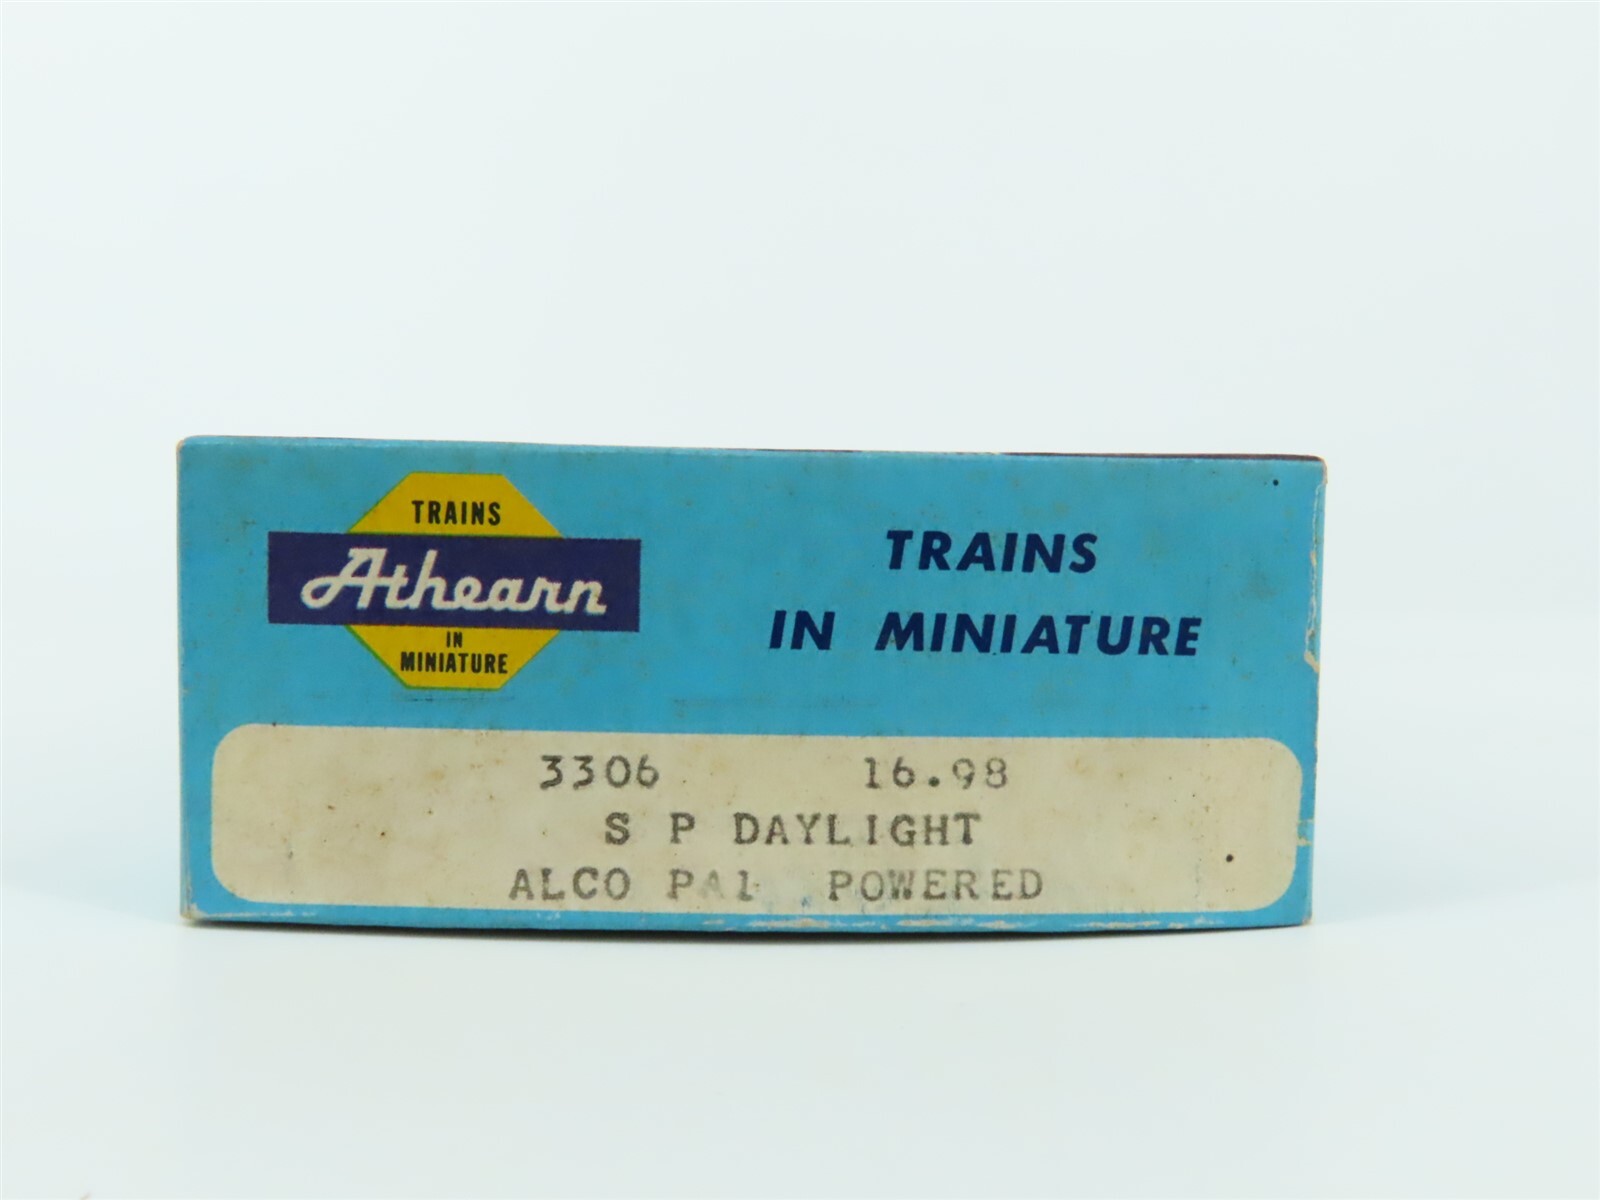 TRAINS
Athearn
IN
MINIATURE
TRAINS
IN MINIATURE
3306 16.98
S P DAYLIGHT
ALCO PA1 POWERED